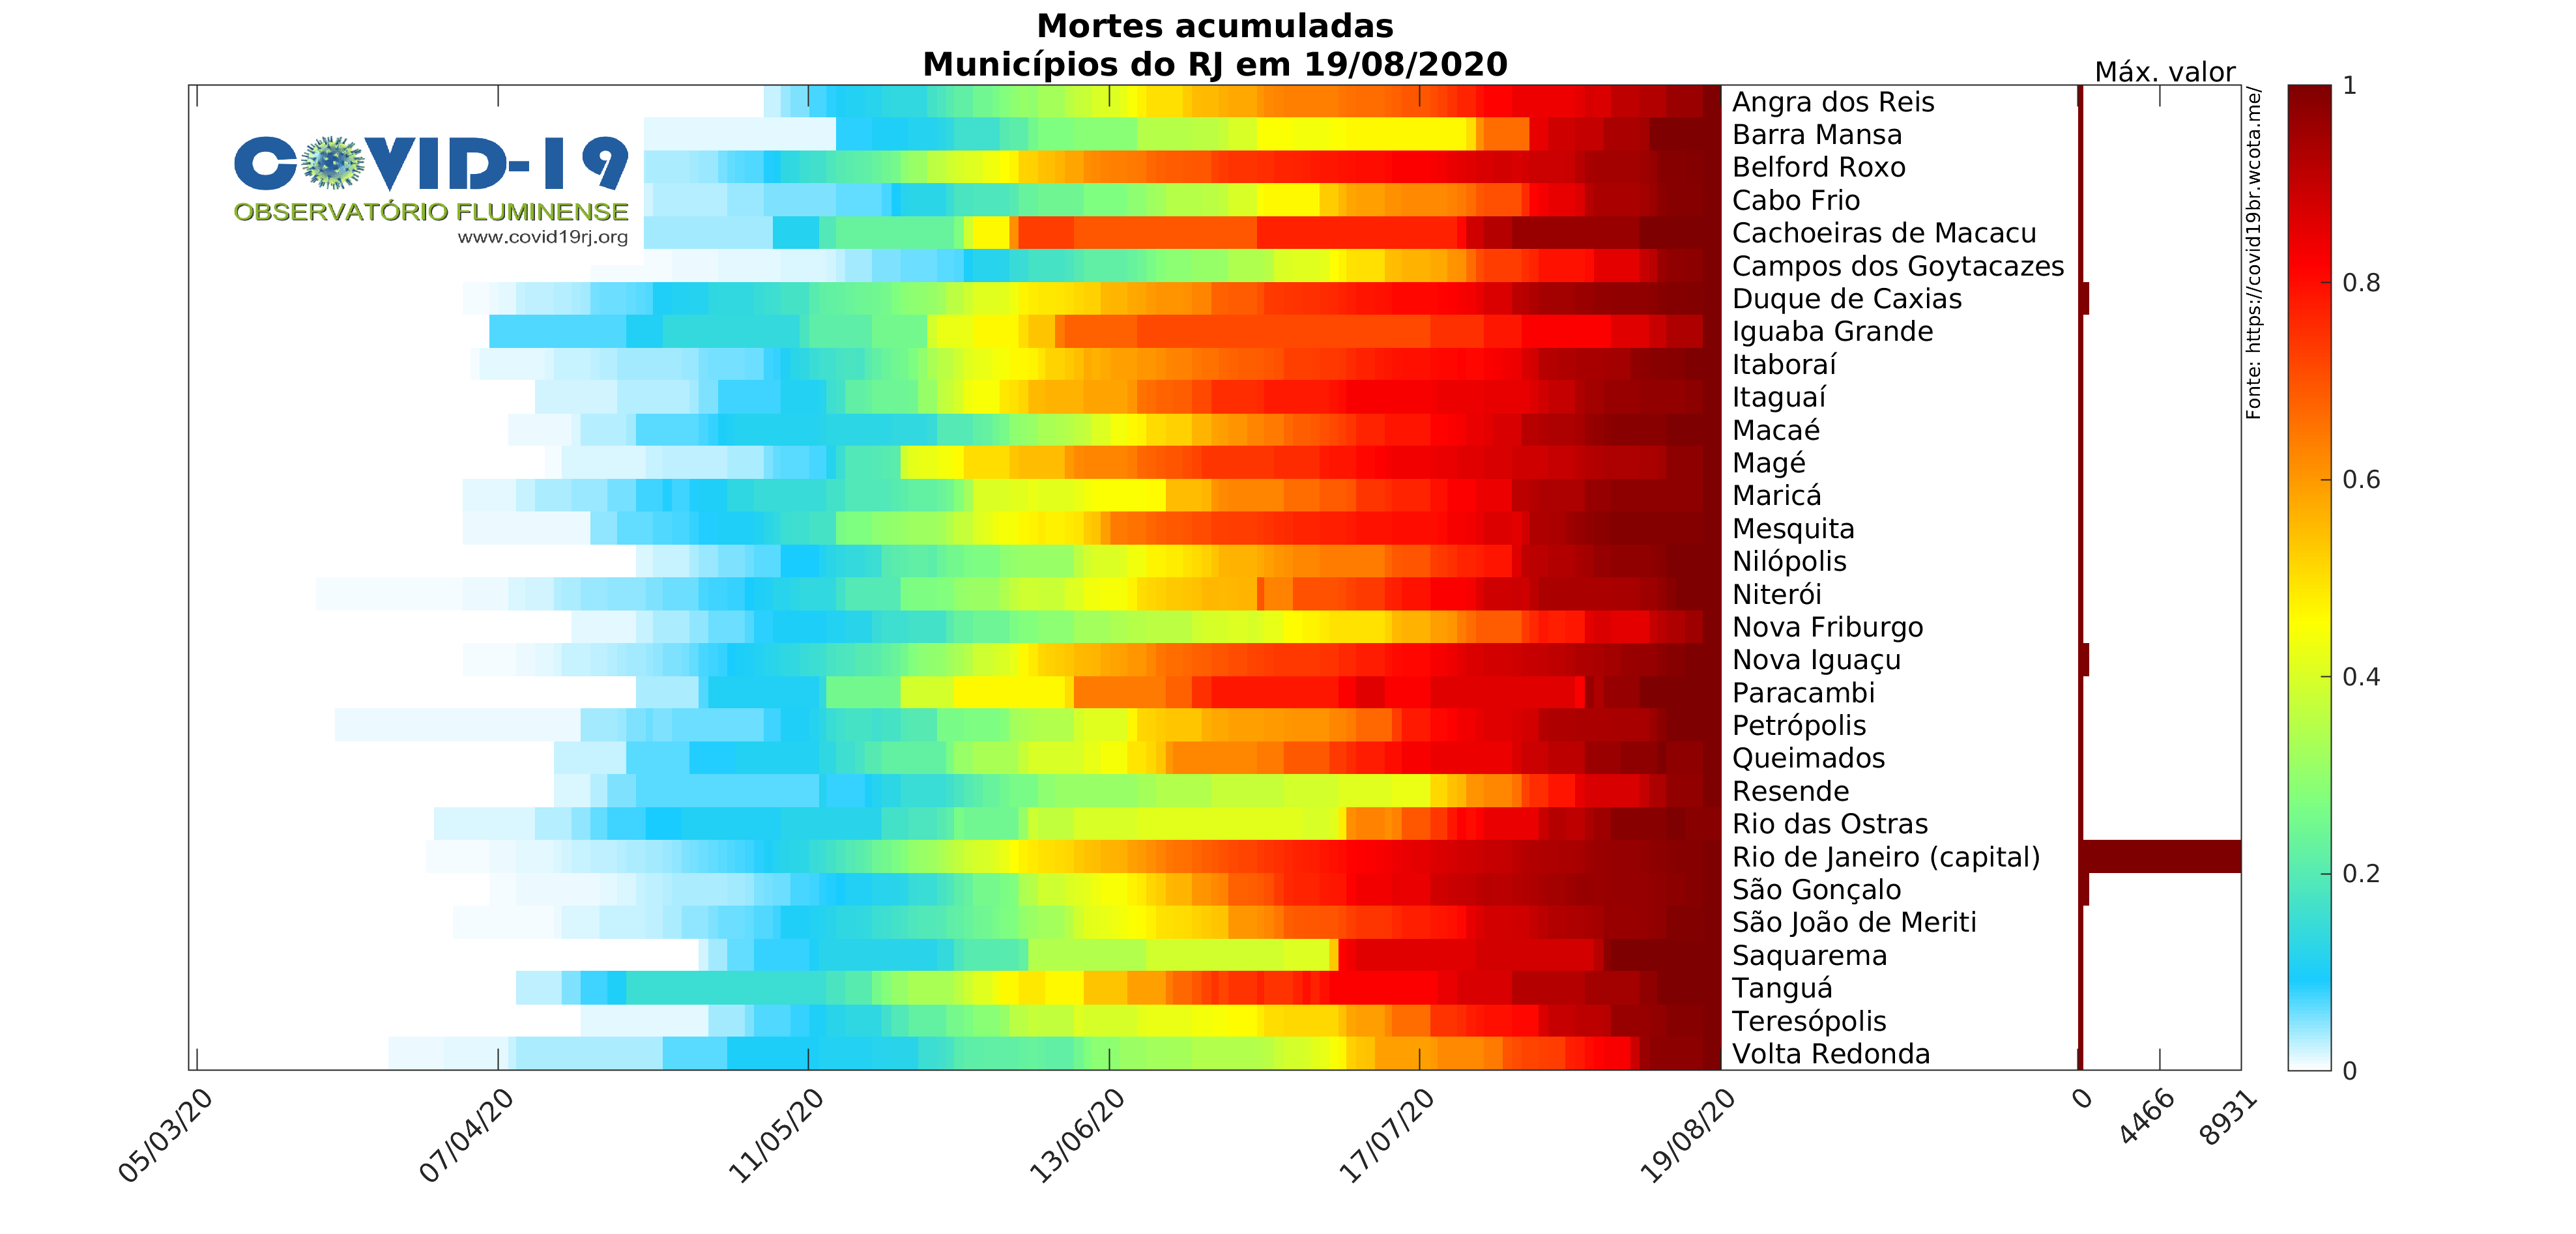 Mortes acumuladas
Municípios do RJ em 19/08/2020
Máx. valor
COVID-19
OBSERVATÓRIO FLUMINENSE
www.covid19rj.org
Angra dos Reis
Barra Mansa
Belford Roxo
Cabo Frio
Cachoeiras de Macacu
Campos dos Goytacazes
Duque de Caxias
Iguaba Grande
Itaboraí
Itaguaí
Macaé
Magé
Maricá
Mesquita
Nilópolis
Niterói
Nova Friburgo
Nova Iguaçu
Paracambi
Petrópolis
Queimados
Resende
Rio das Ostras
Rio de Janeiro (capital)
São Gonçalo
São João de Meriti
Saquarema
Tanguá
Teresópolis
Volta Redonda
Fonte: https://covid19br.wcota.me/
1
0.8
0.6
0.4
0.2
0
05/03/20
07/04/20
11/05/20
13/06/20
17/07/20
19/08/20
0
4466
8931